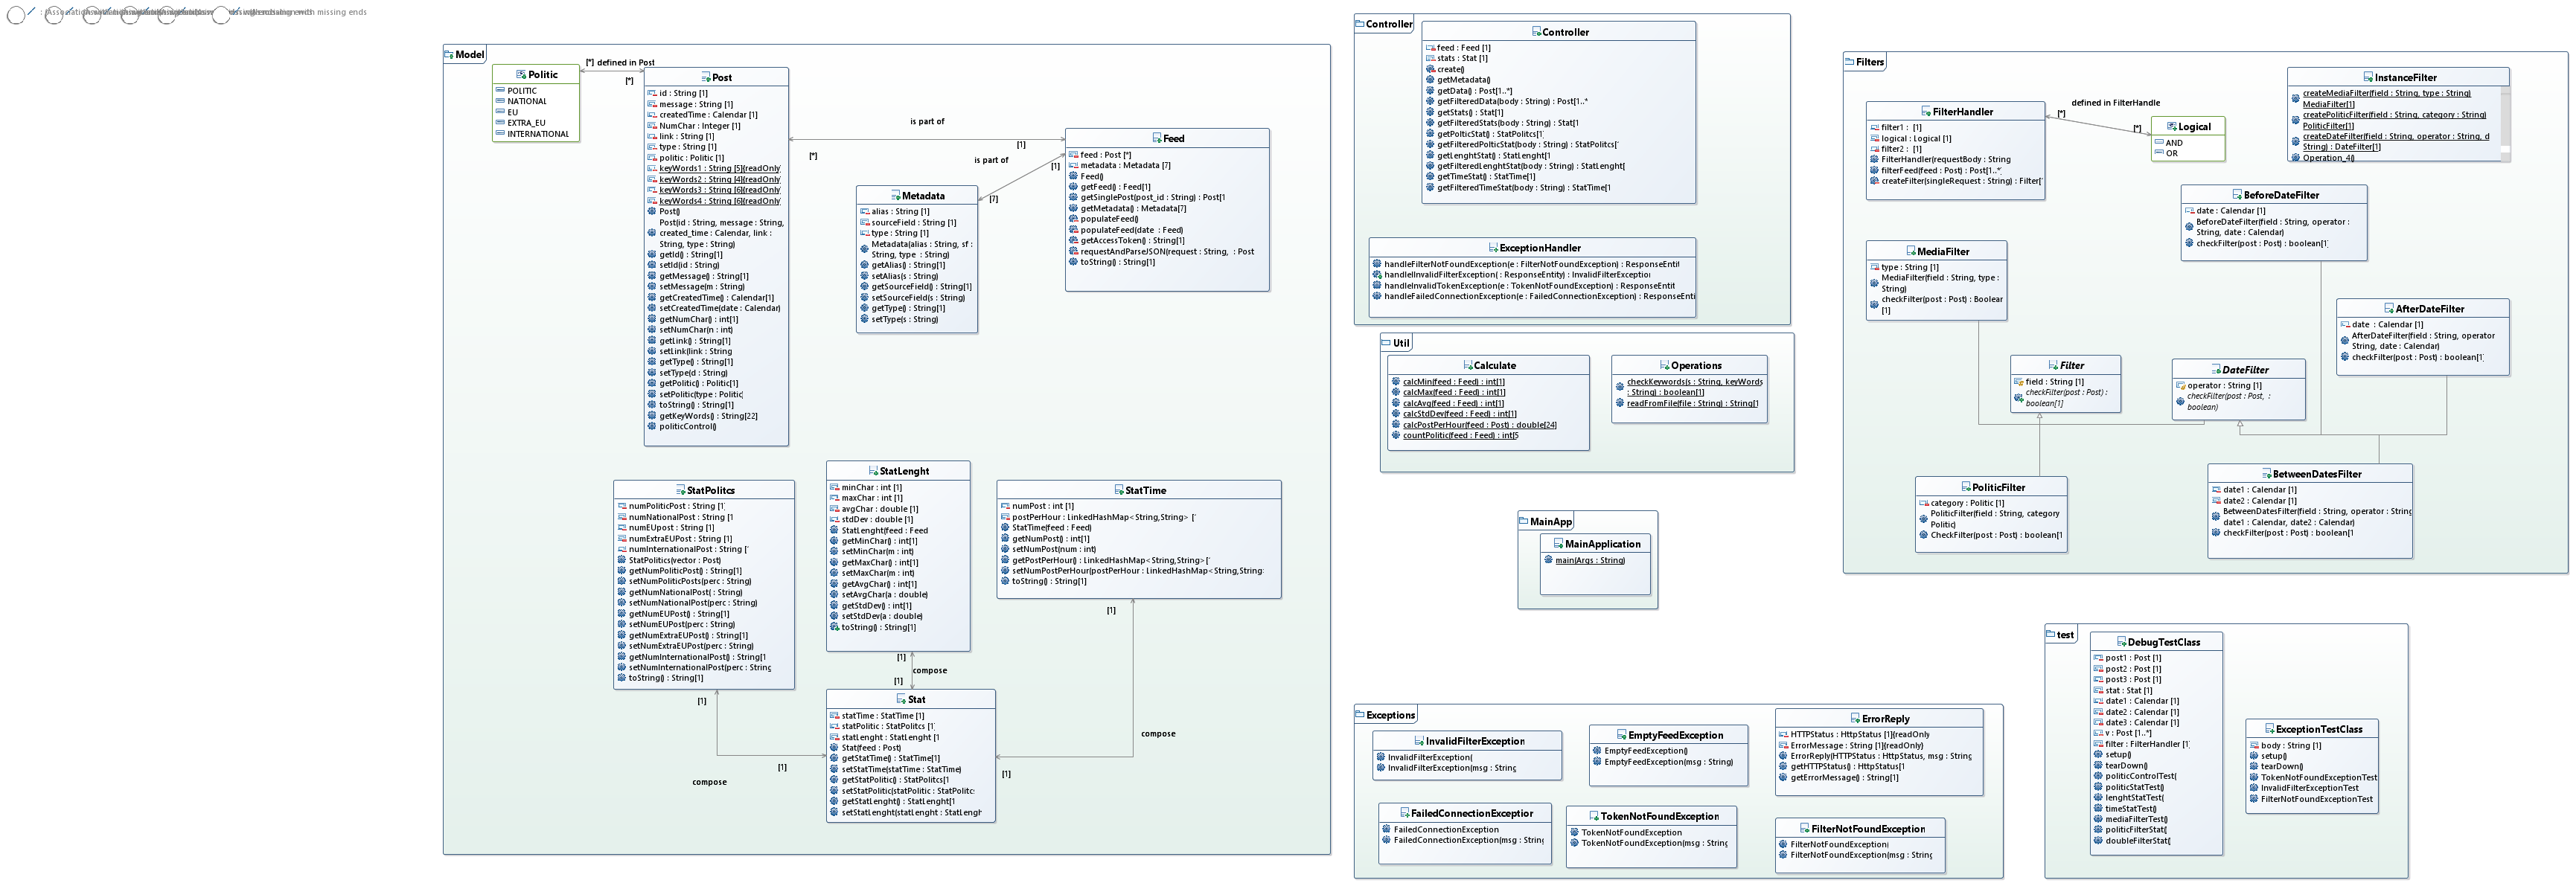 with missing ends
Model
Politic
POLITIC
NATIONAL
EU
EXTRA_EU
INTERNATIONAL
[*] defined in Post
[*]
Post
id : String [1]
message : String [1]
createdTime : Calendar [1]
NumChar : Integer [1]
link : String [1]
type : String [1]
politic : Politic [1]
keyWords1 : String [5]{readOnly}
keyWords2 : String [4]{readOnly}
keyWords3 : String [6]{readOnly}
keyWords4 : String [6]{readOnly}
Post()
Post(id : String, message : String,
created_time : Calendar, link :
String, type : String)
getId() : String[1]
setId(id : String)
getMessage() : String[1]
setMessage(m : String)
getCreatedTime() : Calendar[1]
setCreatedTime(date : Calendar)
getNumChar() : int[1]
setNumChar(n : int)
getLink() : String[1]
setLink(link : String
getType() : String[1]
setType(d : String)
getPolitic() : Politic[1]
setPolitic(type : Politic)
toString() : String[1]
getKeyWords() : String[22]
politicControl()
is part of
[1]
[*]
is part of
[1]
[7]
Metadata
alias : String [1]
sourceField : String [1]
type : String [1]
Metadata(alias : String, sf :
String, type : String)
getAlias() : String[1]
setAlias(s : String)
getSourceField() : String[1]
setSourceField(s : String)
getType() : String[1]
setType(s : String)
Feed
feed : Post [*]
metadata : Metadata [7]
Feed()
getFeed() : Feed[1]
getSinglePost(post_id : String) : Post[1
getMetadata() : Metadata[7]
populateFeed()
populateFeed(date : Feed)
getAccessToken() : String[1]
requestAndParseJSON(request : String, : Post
toString() : String[1]
StatPolitcs
numPoliticPost : String [1]
numNationalPost : String [1
numEUpost : String [1]
numExtraEUPost : String [1]
numInternationalPost : String [
StatPolitics(vector : Post)
getNumPoliticPost() : String[1]
setNumPoliticPosts(perc : String)
getNumNationalPost( : String)
setNumNationalPost(perc : String)
getNumEUPost() : String[1]
setNumEUPost(perc : String)
getNumExtraEUPost() : String[1]
setNumExtraEUPost(perc : String)
getNumInternationalPost() : String[1
setNumInternationalPost(perc : String
toString() : String[1]
StatLenght
minChar : int [1]
maxChar : int [1]
avgChar : double [1]
stdDev : double [1]
StatLenght(feed : Feed
getMinChar() : int[1]
setMinChar(m : int)
getMaxChar() : int[1]
setMaxChar(m : int)
getAvgChar() : int[1]
setAvgChar(a : double)
getStdDev() : int[1]
setStdDev(a : double)
toString() : String[1]
StatTime
numPost : int [1]
postPerHour : LinkedHashMap<String,String> [
StatTime(feed : Feed)
getNumPost() : int[1]
setNumPost(num : int)
getPostPerHour() : LinkedHashMap<String,String>[
setNumPostPerHour(postPerHour : LinkedHashMap<String,String:
toString() : String[1]
[1]
compose
[1]
[1]
compose
[1]
[1]
compose
[1]
Stat
statTime : StatTime [1]
statPolitic : StatPolitcs [1]
statLenght : StatLenght [1
Stat(feed : Post)
getStatTime() : StatTime[1]
setStatTime(statTime : StatTime)
getStatPolitic() : StatPolitcs[1
setStatPolitic(statPolitic : StatPolitc:
getStatLenght() : StatLenght[1
setStatLenght(statLenght : StatLenght
Controller
Controller
feed : Feed [1]
stats : Stat [1]
create()
getMetadata()
getData() : Post[1..*]
getFilteredData(body : String) : Post[1..*
getStats() : Stat[1]
getFilteredStats(body : String) : Stat[1
getPolticStat() : StatPolitcs[1]
getFilteredPolticStat(body : String) : StatPolitcs[
getLenghtStat() : StatLenght[1
getFilteredLenghtStat(body : String) : StatLenght[
getTimeStat() : StatTime[1]
getFilteredTimeStat(body : String) : StatTime[1
ExceptionHandler
handleFilterNotFoundException(e : FilterNotFoundException) : ResponseEntit
handleInvalidFilterException( : ResponseEntity) : InvalidFilterException
handleInvalidTokenException(e : TokenNotFoundException) : ResponseEntit
handleFailedConnectionException(e : FailedConnectionException) : ResponseEnti
Util
Calculate
calcMin(feed : Feed) : int[1]
calcMax(feed : Feed) : int[1]
calcAvg(feed : Feed) : int[1]
calcStdDev(feed : Feed) : int[1]
calcPostPerHour(feed : Post) : double[24]
countPolitic(feed : Feed) : int[5
Operations
checkKeywords(s : String, keyWords
: String) : boolean[1]
readFromFile(file : String) : String[1
MainApp
MainApplication
main(Args : String)
Exceptions
InvalidFilterException
InvalidFilterException(
InvalidFilterException(msg : String
EmptyFeedException
EmptyFeedException()
EmptyFeedException(msg : String)
ErrorReply
HTTPStatus : HttpStatus [1]{readOnly
ErrorMessage : String [1]{readOnly}
ErrorReply(HTTPStatus : HttpStatus, msg : String
getHTTPStatus() : HttpStatus[1
getErrorMessage() : String[1]
FailedConnectionException
FailedConnectionException
FailedConnectionException(msg : String
TokenNotFoundException
TokenNotFoundException
TokenNotFoundException(msg : String
FilterNotFoundException
FilterNotFoundException(
FilterNotFoundException(msg : String
Filters
FilterHandler
filter1 : [1]
logical : Logical [1]
filter2 : [1]
FilterHandler(requestBody : String
filterFeed(feed : Post) : Post[1..*
createFilter(singleRequest : String) : Filter[
defined in FilterHandle
[*]
[*]
Logical
AND
OR
InstanceFilter
createMediaFilter(field : String, type : String)
MediaFilter[1]
createPoliticFilter(field : String, category : String)
PoliticFilter[1]
createDateFilter(field : String, operator : String, d
String) : DateFilter[1]
Operation_4()
BeforeDateFilter
date : Calendar [1]
BeforeDateFilter(field : String, operator :
String, date : Calendar)
checkFilter(post : Post) : boolean[1]
MediaFilter
type : String [1]
MediaFilter(field : String, type :
String)
checkFilter(post : Post) : Boolean
[1]
AfterDateFilter
date : Calendar [1]
AfterDateFilter(field : String, operator
String, date : Calendar)
checkFilter(post : Post) : boolean[1]
Filter
field : String [1]
checkFilter(post : Post) :
boolean[1]
DateFilter
operator : String [1]
checkFilter(post : Post, :
boolean)
PoliticFilter
category : Politic [1]
PoliticFilter(field : String, category
Politic)
CheckFilter(post : Post) : boolean[1
BetweenDatesFilter
date1 : Calendar [1]
date2 : Calendar [1]
BetweenDatesFilter(field : String, operator : String
date1 : Calendar, date2 : Calendar)
checkFilter(post : Post) : boolean[1
test
DebugTestClass
post1 : Post [1]
post2 : Post [1]
post3 : Post [1]
stat : Stat [1]
date1 : Calendar [1]
date2 : Calendar [1]
date3 : Calendar [1]
v : Post [1..*]
filter : FilterHandler [1]
setup()
tearDown()
politicControlTest(
politicStatTest()
lenghtStatTest(
timeStatTest()
mediaFilterTest()
politicFilterStat(
doubleFilterStat(
ExceptionTestClass
body : String [1]
setup()
tearDown()
TokenNotFoundExceptionTest
InvalidFilterExceptionTest
FilterNotFoundExceptionTest